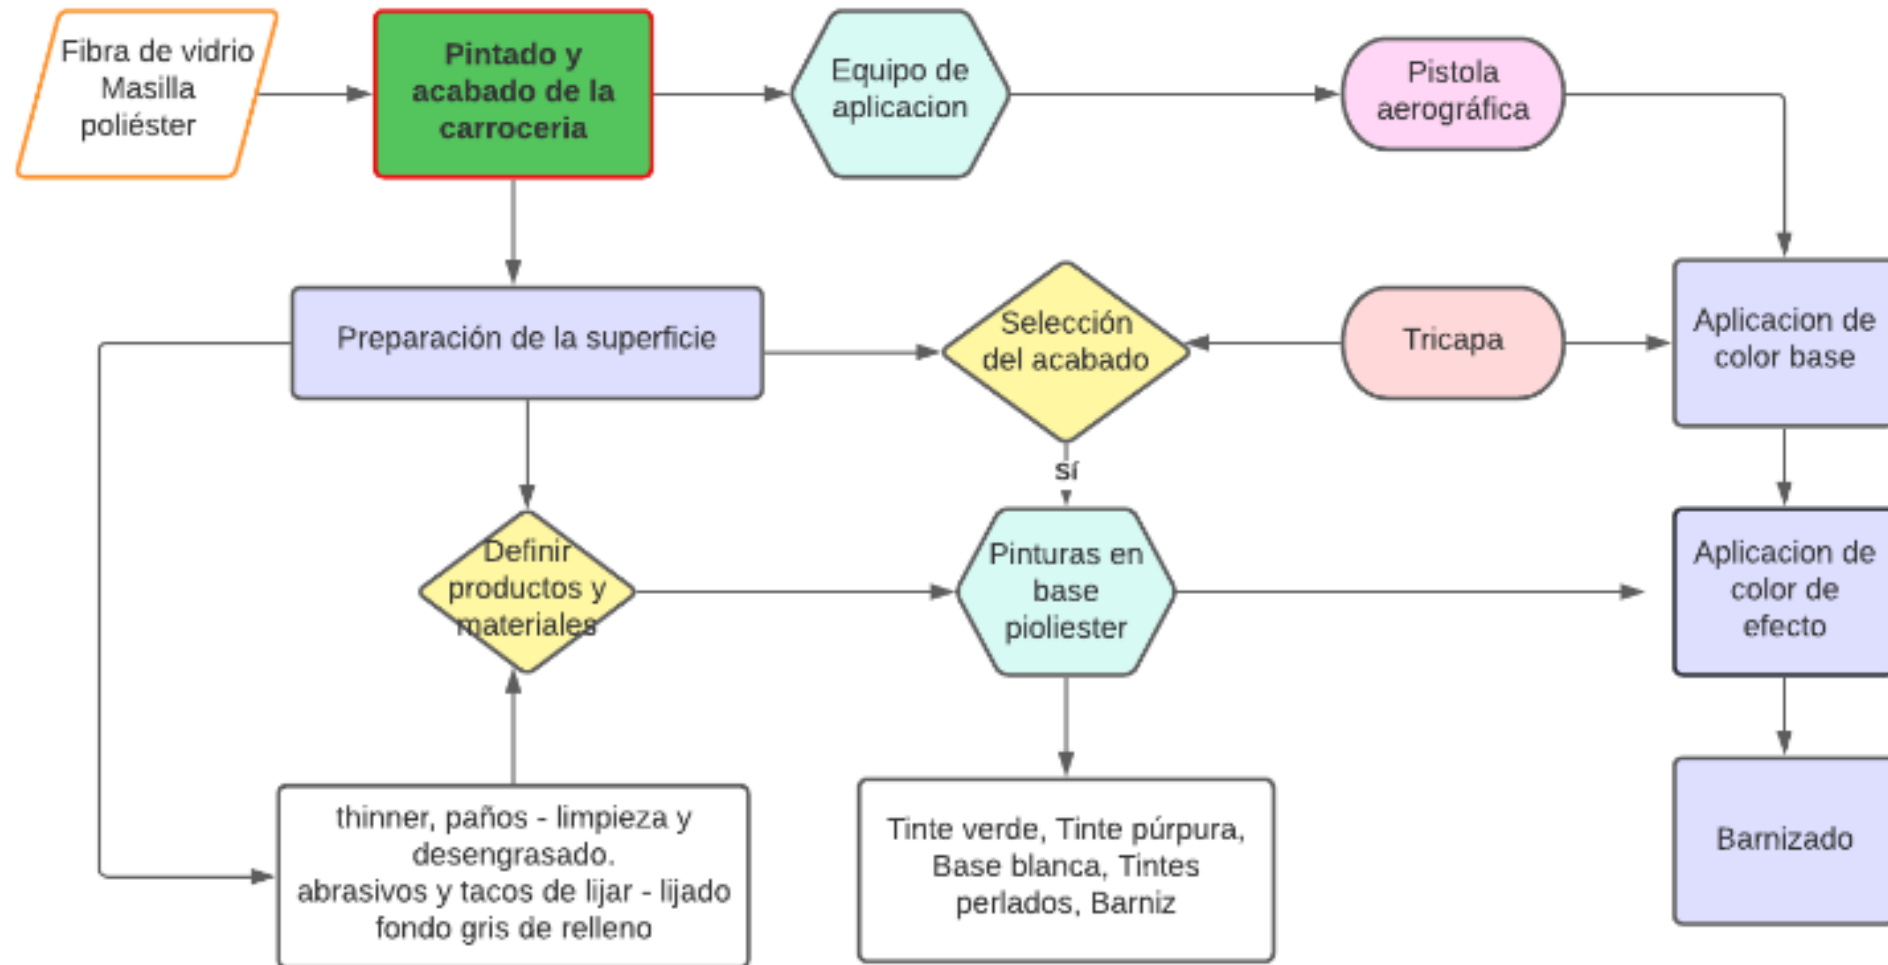 Fibra de vidrio
Masilla
poliéster
Pintado y
acabado de la
carroceria
Equipo de
aplicacion
Pistola
aerográfica
Preparación de la superficie
Selección
del acabado
Tricapa
Aplicacion de
color base
sí
Definir
productos y
materiales
Pinturas en
base
pioliester
Aplicacion de
color de
efecto
thinner, paños - limpieza y
desengrasado.
abrasivos y tacos de lijar - lijado
fondo gris de relleno
Tinte verde, Tinte púrpura,
Base blanca, Tintes
perlados, Barniz
Barnizado